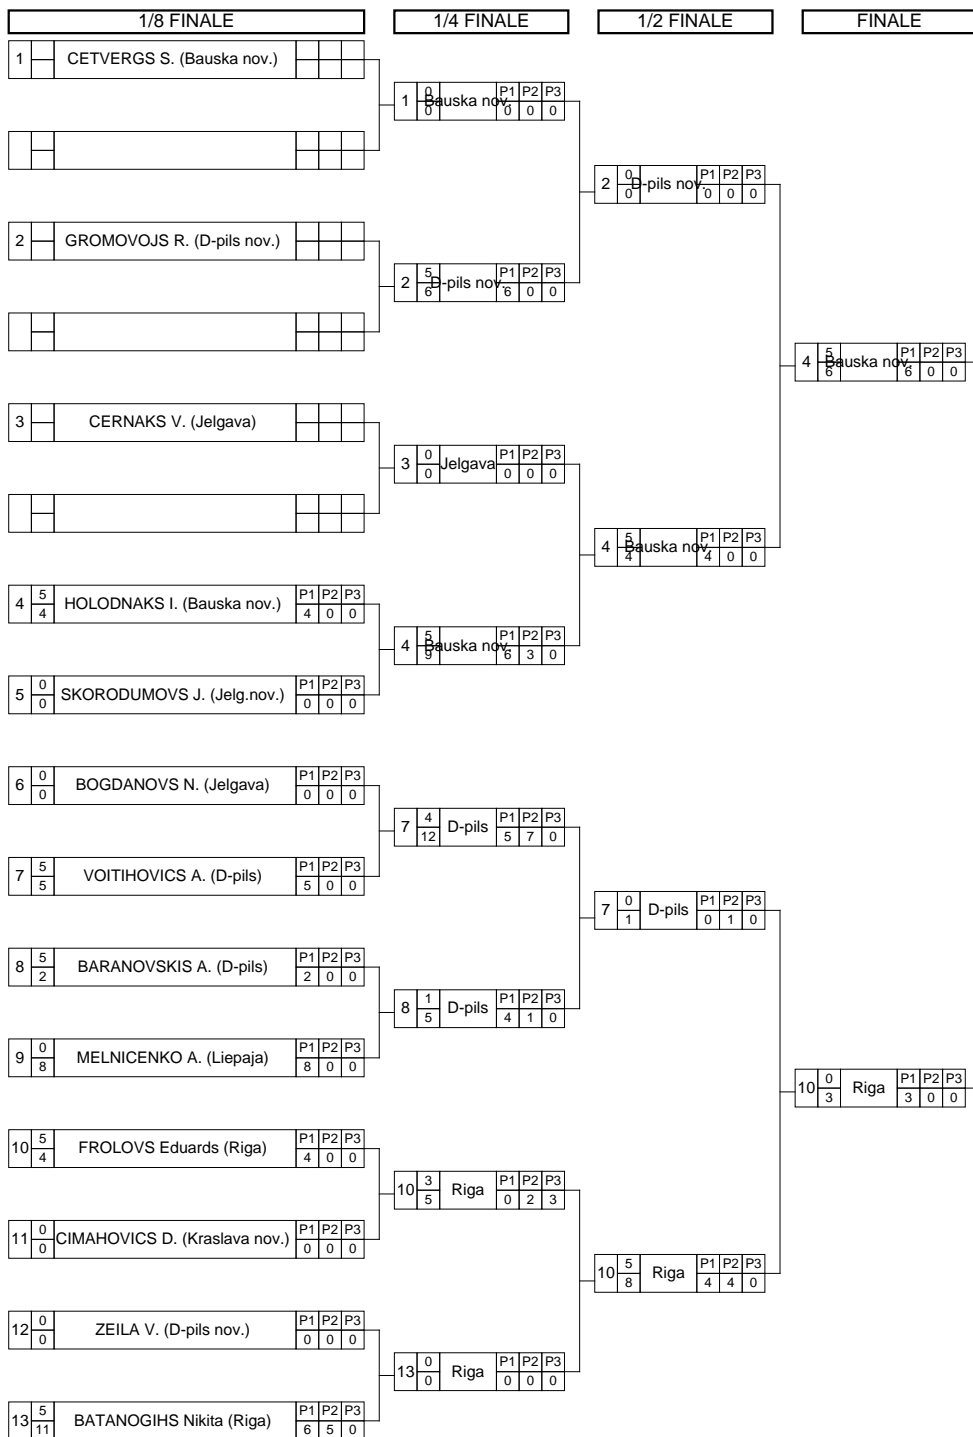 1/8 FINALE 1/4 FINALE 1/2 FINALE FINALE
1 CETVERGS S. (Bauska nov.)
1 0 0 Bauska nov. P1 P2 P3 0 0 0
2 0 0 D-pils nov. P1 P2 P3 0 0 0
2 GROMOVOJS R. (D-pils nov.)
2 5 6 D-pils nov. P1 P2 P3 6 0 0
4 5 6 Bauska nov. P1 P2 P3 6 0 0
3 CERNAKS V. (Jelgava)
3 0 0 Jelgava P1 P2 P3 0 0 0
4 5 4 Bauska nov. P1 P2 P3 4 0 0
4 5 4 HOLODNAKS I. (Bauska nov.) P1 P2 P3 4 0 0
4 5 9 Bauska nov. P1 P2 P3 6 3 0
5 0 0 SKORODUMOVS J. (Jelg.nov.) P1 P2 P3 0 0 0
6 0 0 BOGDANOVS N. (Jelgava) P1 P2 P3 0 0 0
7 4 12 D-pils P1 P2 P3 5 7 0
7 5 5 VOITIHOVICS A. (D-pils) P1 P2 P3 5 0 0
7 0 1 D-pils P1 P2 P3 0 1 0
8 5 2 BARANOVSKIS A. (D-pils) P1 P2 P3 2 0 0
8 1 5 D-pils P1 P2 P3 4 1 0
9 0 8 MELNICENKO A. (Liepaja) P1 P2 P3 8 0 0
10 0 3 Riga P1 P2 P3 3 0 0
10 5 4 FROLOVS Eduards (Riga) P1 P2 P3 4 0 0
10 3 5 Riga P1 P2 P3 0 2 3
11 0 0 CIMAHOVICS D. (Kraslava nov.) P1 P2 P3 0 0 0
10 5 8 Riga P1 P2 P3 4 4 0
12 0 0 ZEILA V. (D-pils nov.) P1 P2 P3 0 0 0
13 0 0 Riga P1 P2 P3 0 0 0
13 5 11 BATANOGIHS Nikita (Riga) P1 P2 P3 6 5 0